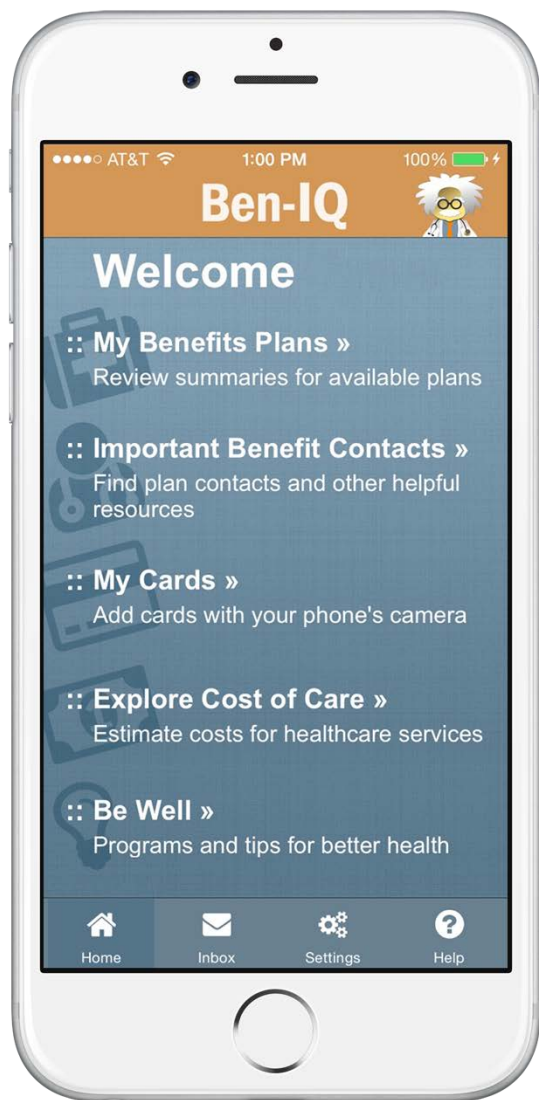 ●●●●○ AT&T 1:00 PM 100%
Ben-IQ
Welcome
:: My Benefits Plans »
Review summaries for available plans
:: Important Benefit Contacts »
Find plan contacts and other helpful
resources
:: My Cards »
Add cards with your phone's camera
:: Explore Cost of Care »
Estimate costs for healthcare services
:: Be Well »
Programs and tips for better health
Home Inbox Settings Help